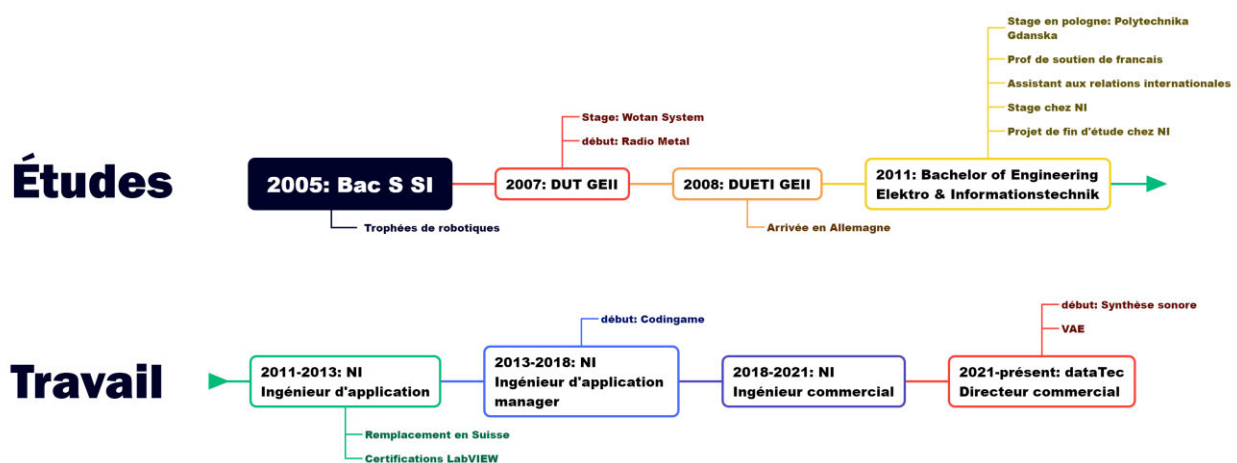 Études
Stage en pologne: Polytechnika
Gdanska
Prof de soutien de francais
Assistant aux relations internationales
Stage chez NI
Projet de fin d'étude chez NI
Stage: Wotan System
début: Radio Metal
2005: Bac S SI
2007: DUT GEII
2008: DUETI GEII
2011: Bachelor of Engineering
Elektro & Informationstechnik
Trophées de robotiques
Arrivée en Allemagne
Travail
début: Synthèse sonore
VAE
début: Codingame
2011-2013: NI
Ingénieur d'application
2013-2018: NI
Ingénieur d'application
manager
2018-2021: NI
Ingénieur commercial
2021-présent: dataTec
Directeur commercial
Remplacement en Suisse
Certifications LabVIEW